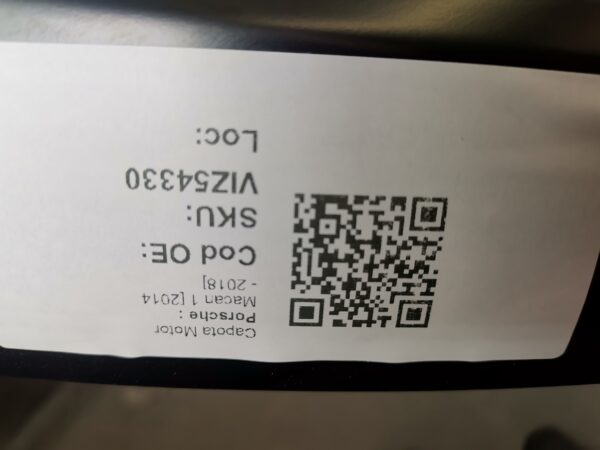 Capota Motor
Porsche :
Macan 1 [2014
- 2018]
Cod OE:
SKU:
VIZ54330
Loc: